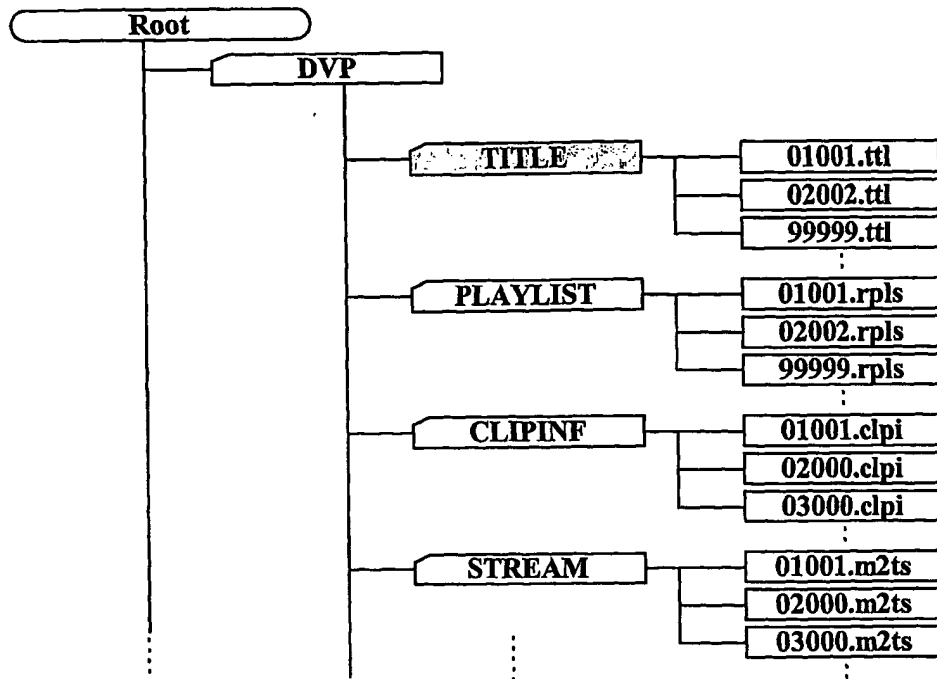 Root
DVP
TITLE
01001.ttl
02002.ttl
99999.ttl
PLAYLIST
01001.rpls
02002.rpls
99999.rpls
CLIPINF
01001.clpi
02000.clpi
03000.clpi
STREAM
01001.m2ts
02000.m2ts
03000.m2ts